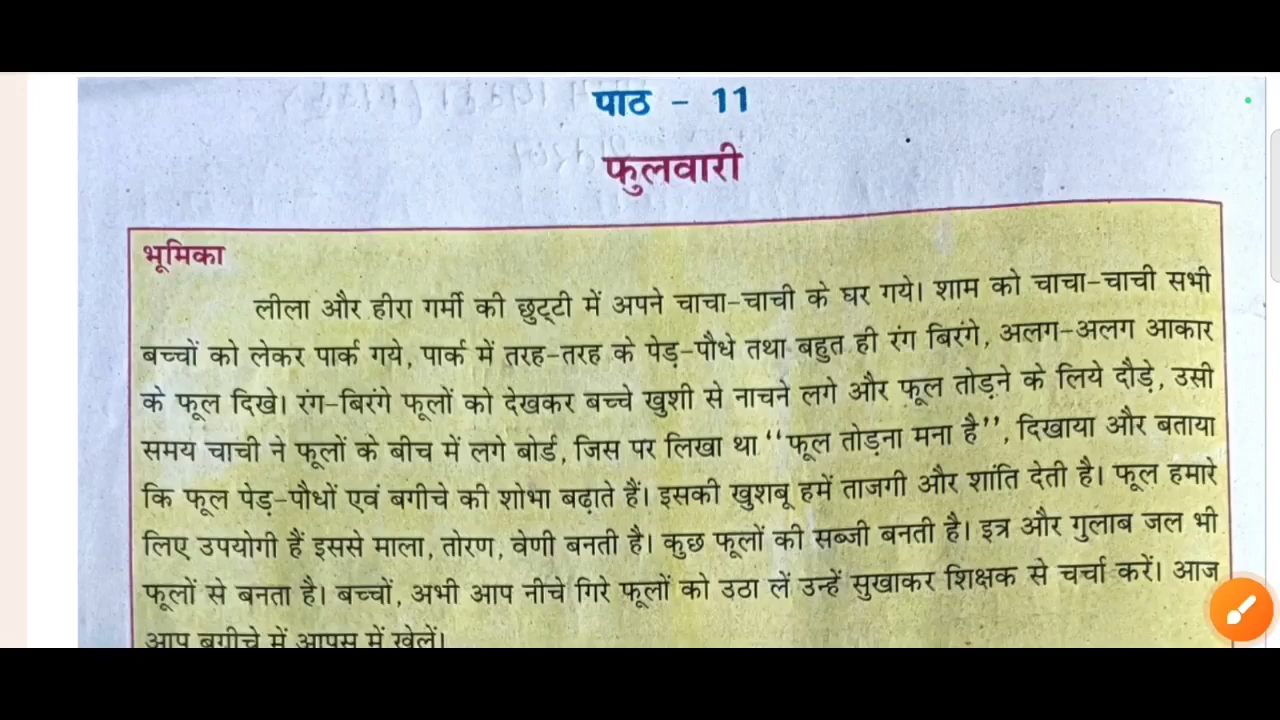 पाठ - 11
फुलवारी
भूमिका
लीला और हीरा गर्मी की छुट्टी में अपने चाचा-चाची के घर गये। शाम को चाचा-चाची सभी
बच्चों को लेकर पार्क गये, पार्क में तरह-तरह के पेड़-पौधे तथा बहुत ही रंग बिरंगे, अलग-अलग आकार
के फूल दिखे। रंग-बिरंगे फूलों को देखकर बच्चे खुशी से नाचने लगे और फूल तोड़ने के लिये दौड़े, उसी
समय चाची ने फूलों के बीच में लगे बोर्ड, जिस पर लिखा था "फूल तोड़ना मना है", दिखाया और बताया
कि फूल पेड़-पौधों एवं बगीचे की शोभा बढ़ाते हैं। इसकी खुशबू हमें ताजगी और शांति देती है। फूल हमारे
लिए उपयोगी हैं इससे माला, तोरण, वेणी बनती है। कुछ फूलों की सब्जी बनती है। इत्र और गुलाब जल भी
फूलों से बनता है। बच्चों, अभी आप नीचे गिरे फूलों को उठा लें उन्हें सुखाकर शिक्षक से चर्चा करें। आज
आप बगीचे में आपस में खेलें।